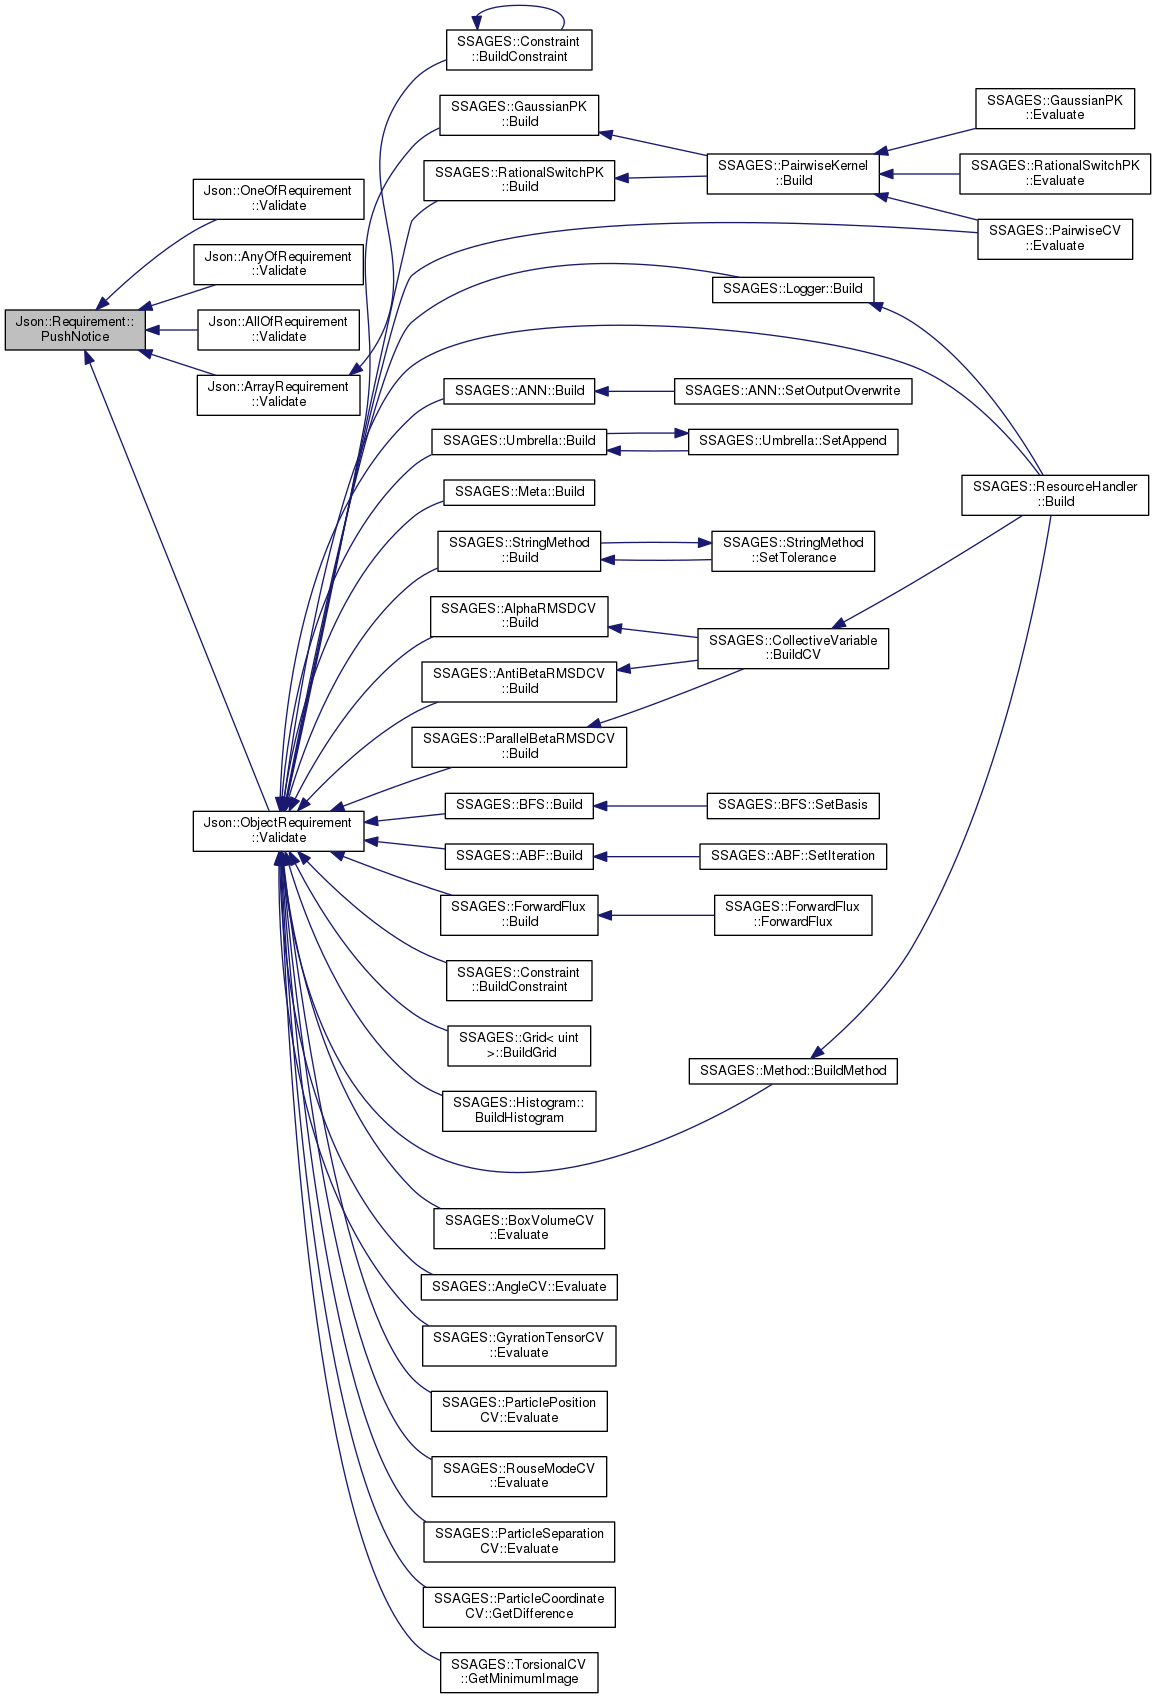 SSAGES::Constraint
::BuildConstraint
SSAGES::GaussianPK
::Build
SSAGES::GaussianPK
::Evaluate
SSAGES::RationalSwitchPK
::Build
SSAGES::PairwiseKernel
::Build
SSAGES::RationalSwitchPK
::Evaluate
Json::OneOfRequirement
::Validate
SSAGES::PairwiseCV
::Evaluate
Json::AnyOfRequirement
::Validate
SSAGES::Logger::Build
Json::Requirement::
PushNotice
Json::AllOfRequirement
::Validate
Json::ArrayRequirement
::Validate
SSAGES::ANN::Build
SSAGES::ANN::SetOutputOverwrite
SSAGES::Umbrella::Build
SSAGES::Umbrella::SetAppend
SSAGES::Meta::Build
SSAGES::ResourceHandler
::Build
SSAGES::StringMethod
::Build
SSAGES::StringMethod
::SetTolerance
SSAGES::AlphaRMSDCV
::Build
SSAGES::CollectiveVariable
::BuildCV
SSAGES::AntiBetaRMSDCV
::Build
SSAGES::ParallelBetaRMSDCV
::Build
SSAGES::BFS::Build
SSAGES::BFS::SetBasis
Json::ObjectRequirement
::Validate
SSAGES::ABF::Build
SSAGES::ABF::SetIteration
SSAGES::ForwardFlux
::Build
SSAGES::ForwardFlux
::ForwardFlux
SSAGES::Constraint
::BuildConstraint
SSAGES::Grid< uint
>::BuildGrid
SSAGES::Method::BuildMethod
SSAGES::Histogram::
BuildHistogram
SSAGES::BoxVolumeCV
::Evaluate
SSAGES::AngleCV::Evaluate
SSAGES::GyrationTensorCV
::Evaluate
SSAGES::ParticlePosition
CV::Evaluate
SSAGES::RouseModeCV
::Evaluate
SSAGES::ParticleSeparation
CV::Evaluate
SSAGES::ParticleCoordinate
CV::GetDifference
SSAGES::TorsionalCV
::GetMinimumImage